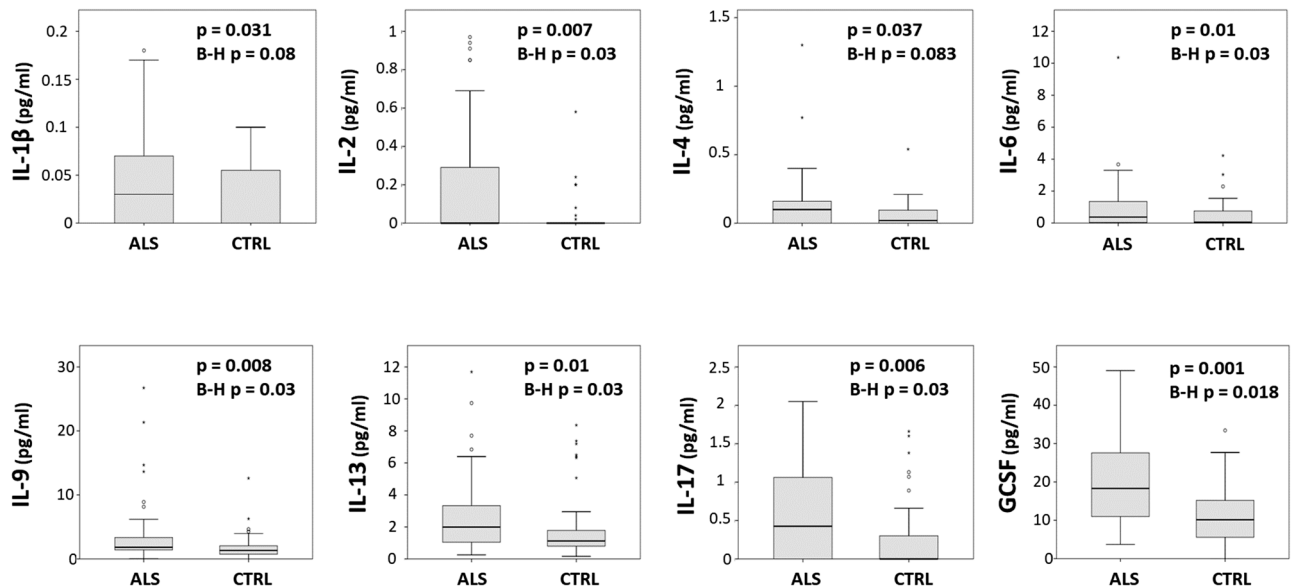 IL-1β (pg/ml)
0.2
0.15
0.1
0.05
0
p = 0.031
B-H p = 0.08
ALS CTRL
IL-2 (pg/ml)
1
0.8
0.6
0.4
0.2
0
p = 0.007
B-H p = 0.03
ALS CTRL
IL-4 (pg/ml)
1.5
1
0.5
0
p = 0.037
B-H p = 0.083
ALS CTRL
IL-6 (pg/ml)
12
10
8
6
4
2
0
p = 0.01
B-H p = 0.03
ALS CTRL
IL-9 (pg/ml)
30
20
10
0
p = 0.008
B-H p = 0.03
ALS CTRL
IL-13 (pg/ml)
12
10
8
6
4
2
0
p = 0.01
B-H p = 0.03
ALS CTRL
IL-17 (pg/ml)
2.5
2
1.5
1
0.5
0
p = 0.006
B-H p = 0.03
ALS CTRL
GCSF (pg/ml)
50
40
30
20
10
0
p = 0.001
B-H p = 0.018
ALS CTRL